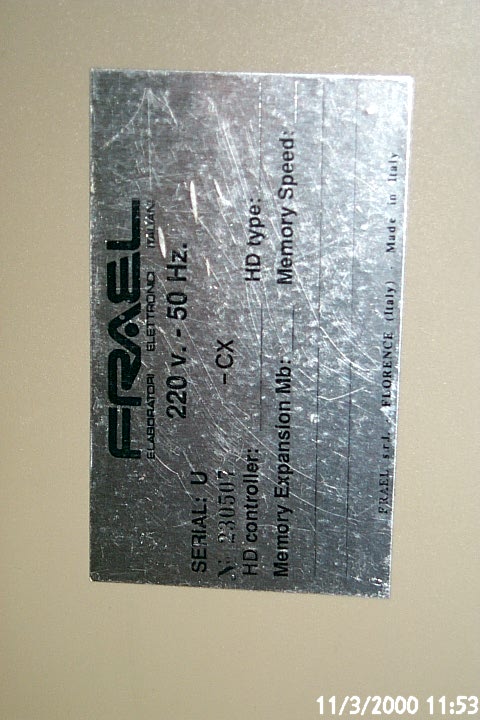 FRAEL
ELABORATORI ELETTRONICI ITALIANI
220 v. - 50 Hz.
SERIAL: U - CX
N 230507
HD controller: HD type:
Memory Expansion Mb: Memory Speed:
FRAEL s.r.l. - FLORENCE (Italy) - Made in Italy
11/3/2000 11:53